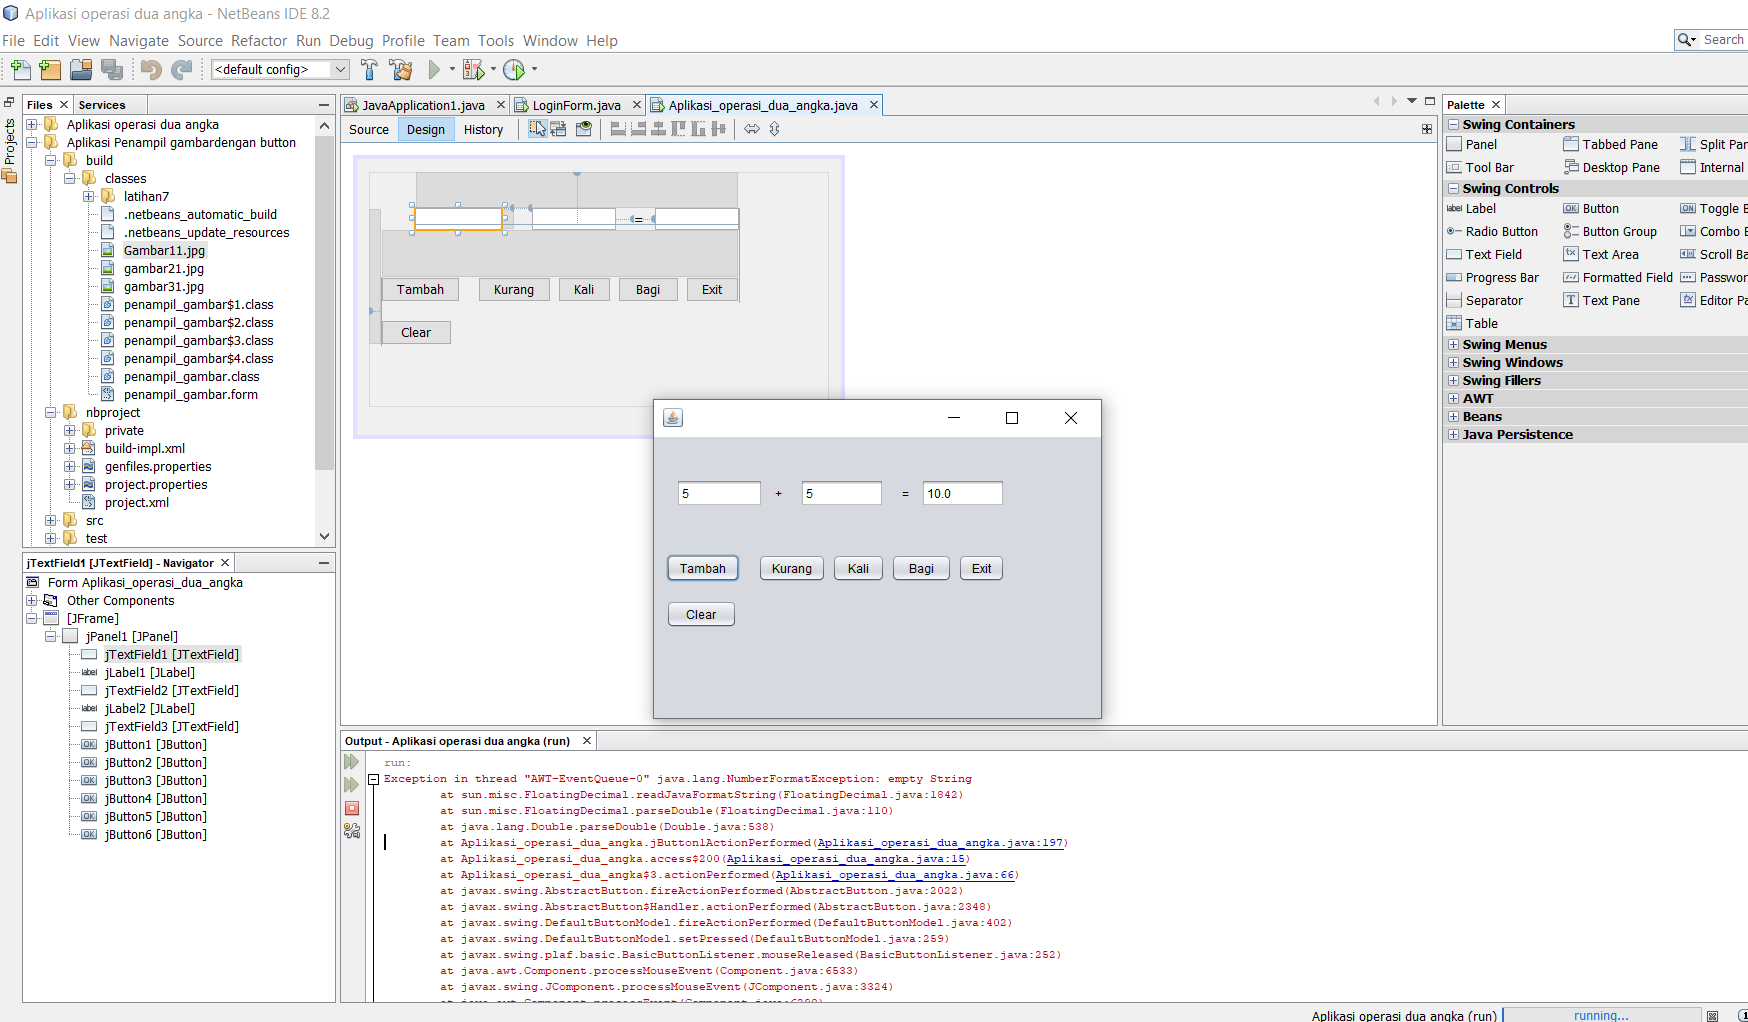 Aplikasi operasi dua angka - NetBeans IDE 8.2
File Edit View Navigate Source Refactor Run Debug Profile Team Tools Window Help
Search
<default config>
Projects
Files
Services
Aplikasi operasi dua angka
Aplikasi Penampil gambardengan button
build
classes
latihan7
.netbeans_automatic_build
.netbeans_update_resources
Gambar11.jpg
gambar21.jpg
gambar31.jpg
penampil_gambar$1.class
penampil_gambar$2.class
penampil_gambar$3.class
penampil_gambar$4.class
penampil_gambar.class
penampil_gambar.form
nbproject
private
build-impl.xml
genfiles.properties
project.properties
project.xml
src
test
jTextField1 [JTextField] - Navigator
Form Aplikasi_operasi_dua_angka
Other Components
[JFrame]
jPanel1 [JPanel]
jTextField1 [JTextField]
label jLabel1 [JLabel]
jTextField2 [JTextField]
label jLabel2 [JLabel]
jTextField3 [JTextField]
OK jButton1 [JButton]
OK jButton2 [JButton]
OK jButton3 [JButton]
OK jButton4 [JButton]
OK jButton5 [JButton]
OK jButton6 [JButton]
JavaApplication1.java
LoginForm.java
Aplikasi_operasi_dua_angka.java
Source Design History
=
Tambah Kurang Kali Bagi Exit
Clear
5 + 5 = 10.0
Tambah Kurang Kali Bagi Exit
Clear
Palette
Swing Containers
Panel Tabbed Pane Split Pan
Tool Bar Desktop Pane Internal
Swing Controls
label Label OK Button ON Toggle B
Radio Button Button Group Combo B
Text Field Text Area Scroll Ba
Progress Bar Formatted Field Passwor
Separator Text Pane Editor Pa
Table
Swing Menus
Swing Windows
Swing Fillers
AWT
Beans
Java Persistence
Output - Aplikasi operasi dua angka (run)
run:
Exception in thread "AWT-EventQueue-0" java.lang.NumberFormatException: empty String
at sun.misc.FloatingDecimal.readJavaFormatString(FloatingDecimal.java:1842)
at sun.misc.FloatingDecimal.parseDouble(FloatingDecimal.java:110)
at java.lang.Double.parseDouble(Double.java:538)
at Aplikasi_operasi_dua_angka.jButton1ActionPerformed(Aplikasi_operasi_dua_angka.java:197)
at Aplikasi_operasi_dua_angka.access$200(Aplikasi_operasi_dua_angka.java:15)
at Aplikasi_operasi_dua_angka$3.actionPerformed(Aplikasi_operasi_dua_angka.java:66)
at javax.swing.AbstractButton.fireActionPerformed(AbstractButton.java:2022)
at javax.swing.AbstractButton$Handler.actionPerformed(AbstractButton.java:2348)
at javax.swing.DefaultButtonModel.fireActionPerformed(DefaultButtonModel.java:402)
at javax.swing.DefaultButtonModel.setPressed(DefaultButtonModel.java:259)
at javax.swing.plaf.basic.BasicButtonListener.mouseReleased(BasicButtonListener.java:252)
at java.awt.Component.processMouseEvent(Component.java:6533)
at javax.swing.JComponent.processMouseEvent(JComponent.java:3324)
Aplikasi operasi dua angka (run) running...